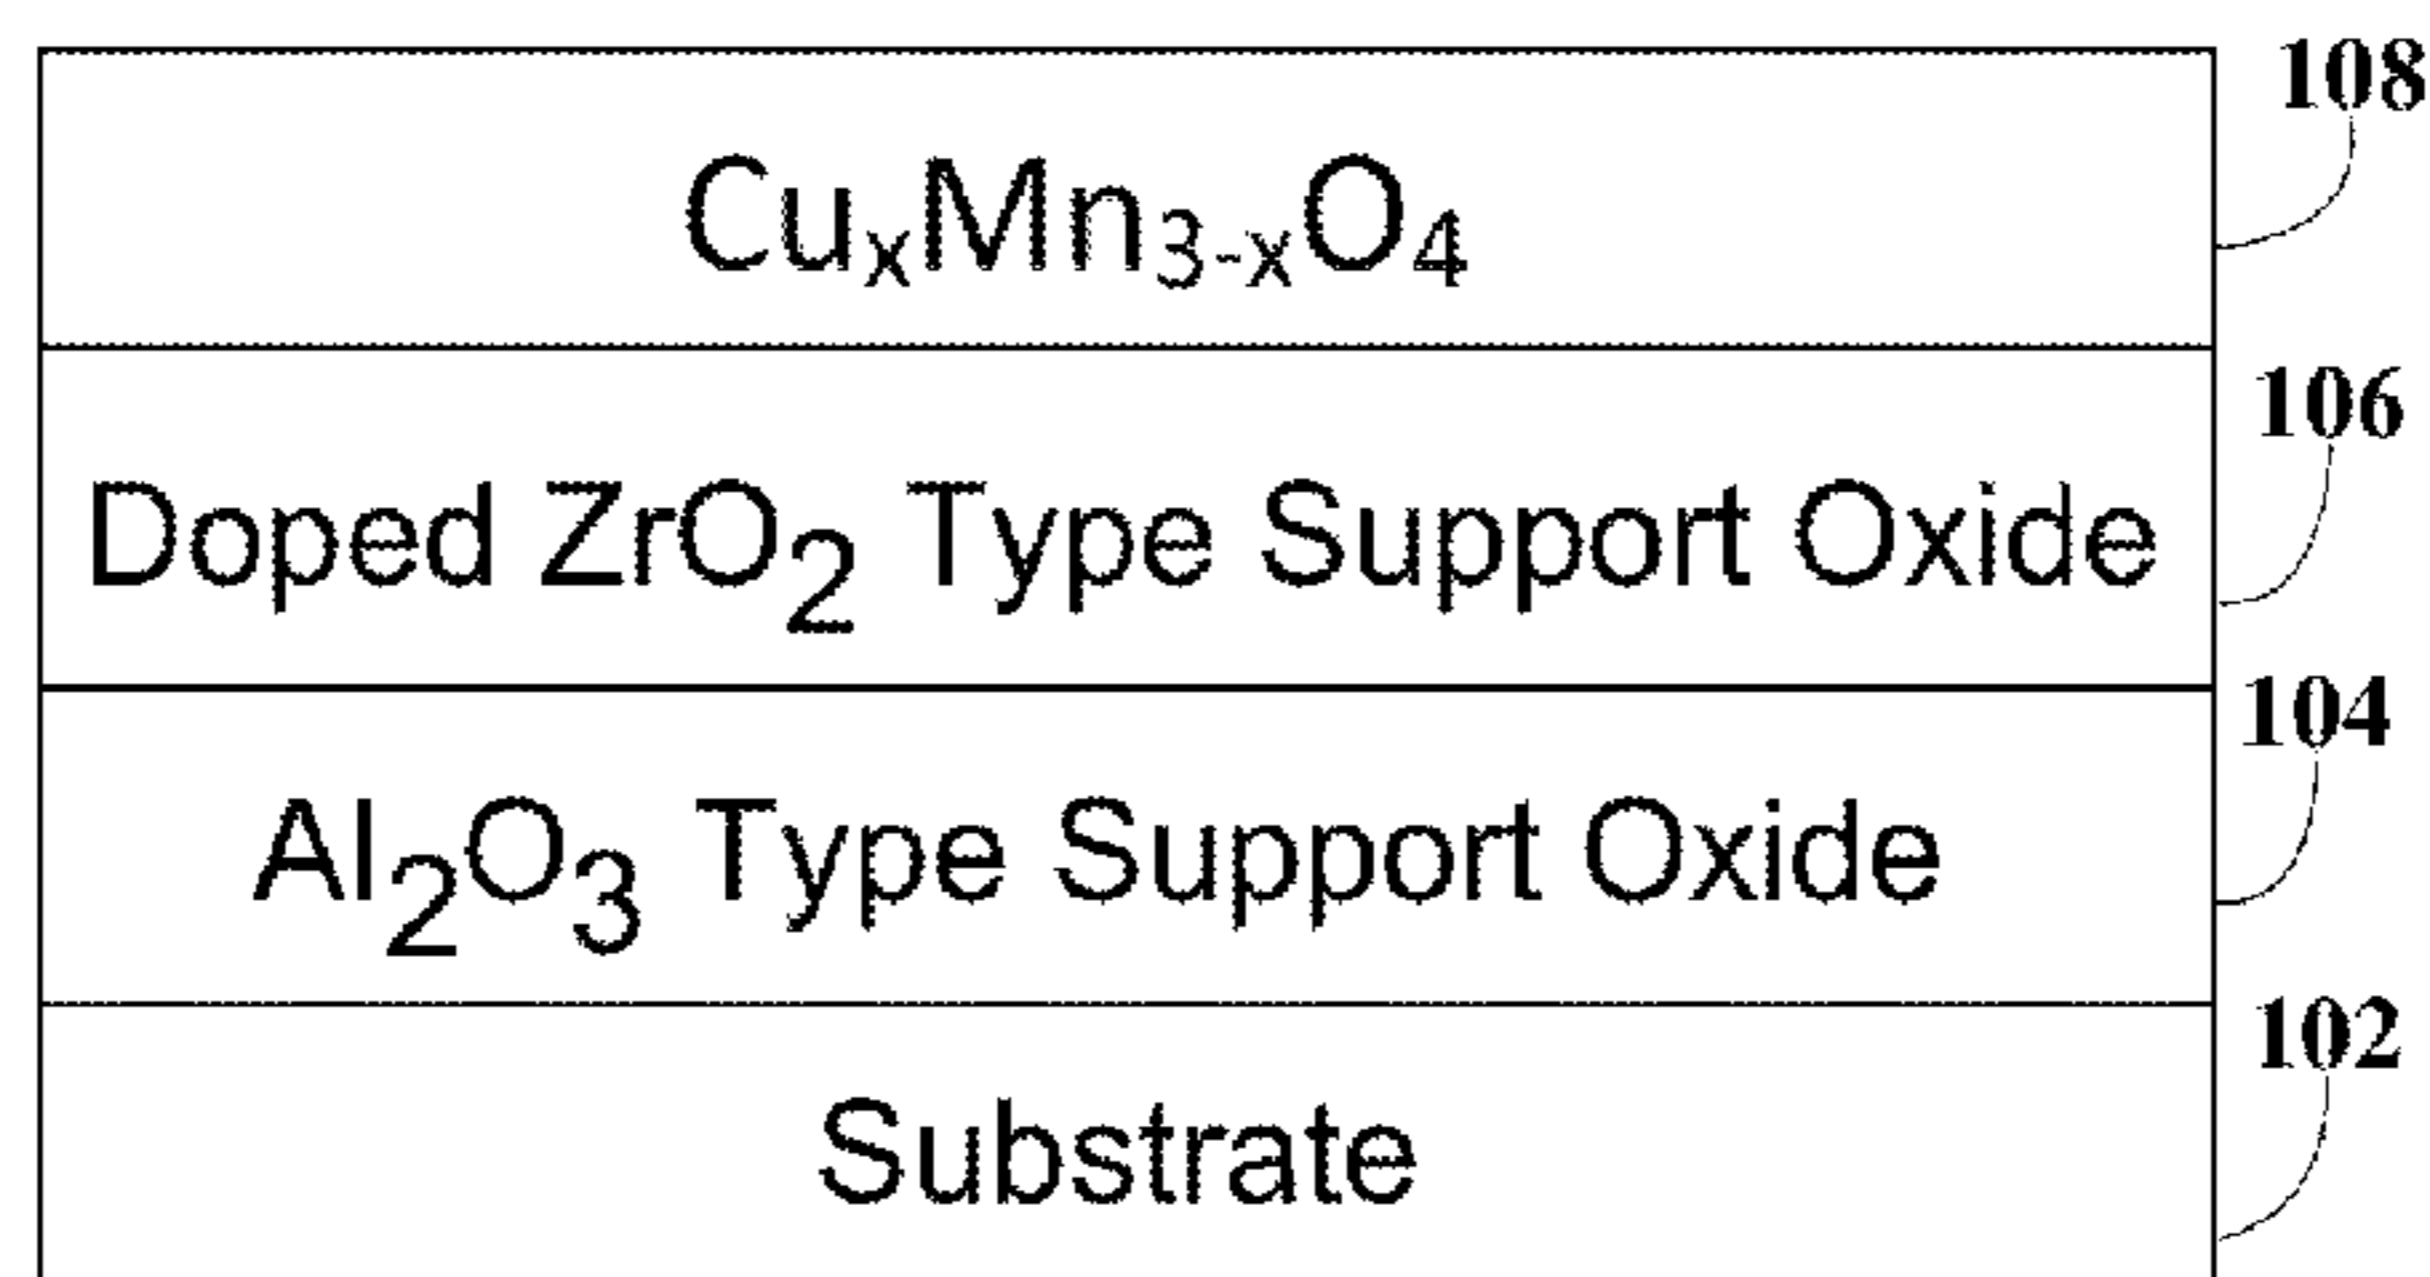 108
CuₓMn₃₋ₓO₄
106
Doped ZrO₂ Type Support Oxide
104
Al₂O₃ Type Support Oxide
102
Substrate